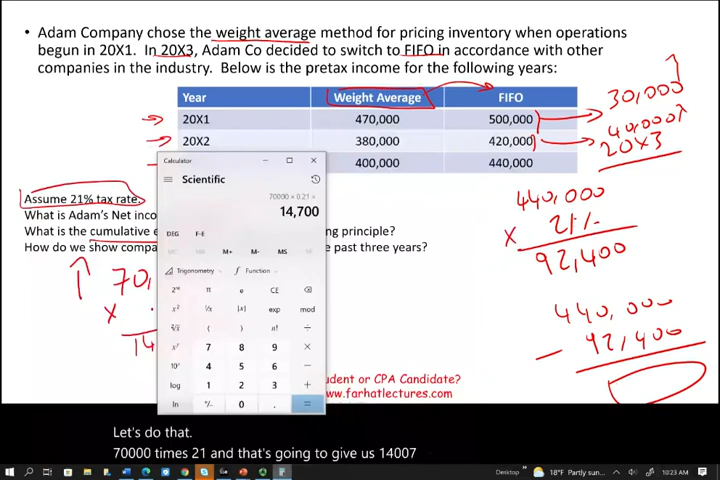 • Adam Company chose the weight average method for pricing inventory when operations
begun in 20X1. In 20X3, Adam Co decided to switch to FIFO in accordance with other
companies in the industry. Below is the pretax income for the following years:
Year Weight Average FIFO
20X1 470,000 500,000
20X2 380,000 420,000
400,000 440,000
30,000
40,000
20X3
Assume 21% tax rate.
What is Adam's Net inco
What is the cumulative e ng principle?
How do we show compa e past three years?
440,000
x 21%
92,400
440,000
- 92,400
70,
x
14
Calculator
Scientific
70000 × 0.21 =
14,700
DEG F-E
MC MR M+ M- MS
Trigonometry Function
2ⁿᵈ π e CE
x² ¹/x |x| exp mod
²√x ( ) n! ÷
xʸ 7 8 9 ×
10ˣ 4 5 6 −
log 1 2 3 +
ln +/- 0 . =
udent or CPA Candidate?
ww.farhatlectures.com
Let's do that.
70000 times 21 and that's going to give us 14007
Desktop 18°F Partly sun... 10:23 AM